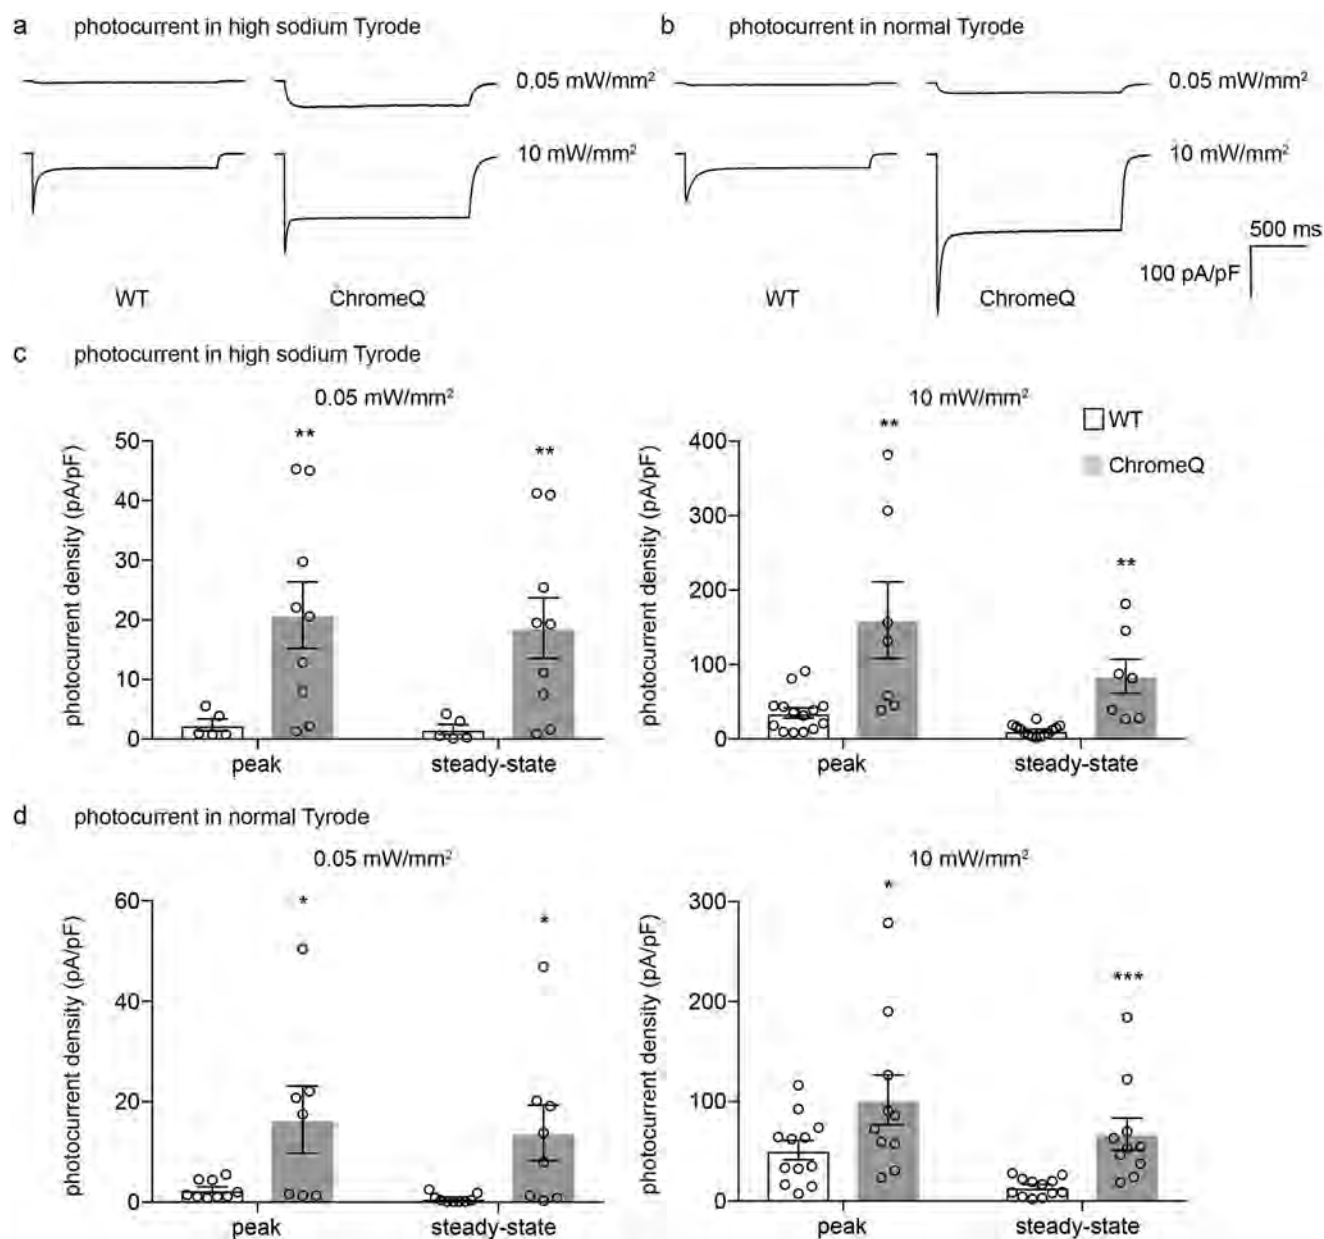 a photocurrent in high sodium Tyrode
b photocurrent in normal Tyrode
0.05 mW/mm²
0.05 mW/mm²
10 mW/mm²
10 mW/mm²
500 ms
100 pA/pF
WT
ChromeQ
WT
ChromeQ
c photocurrent in high sodium Tyrode
0.05 mW/mm²
photocurrent density (pA/pF)
50
40
30
20
10
0
**
**
peak
steady-state
10 mW/mm²
WT
ChromeQ
photocurrent density (pA/pF)
400
300
200
100
0
**
**
peak
steady-state
d photocurrent in normal Tyrode
0.05 mW/mm²
photocurrent density (pA/pF)
60
40
20
0
*
*
peak
steady-state
10 mW/mm²
photocurrent density (pA/pF)
300
200
100
0
*
***
peak
steady-state